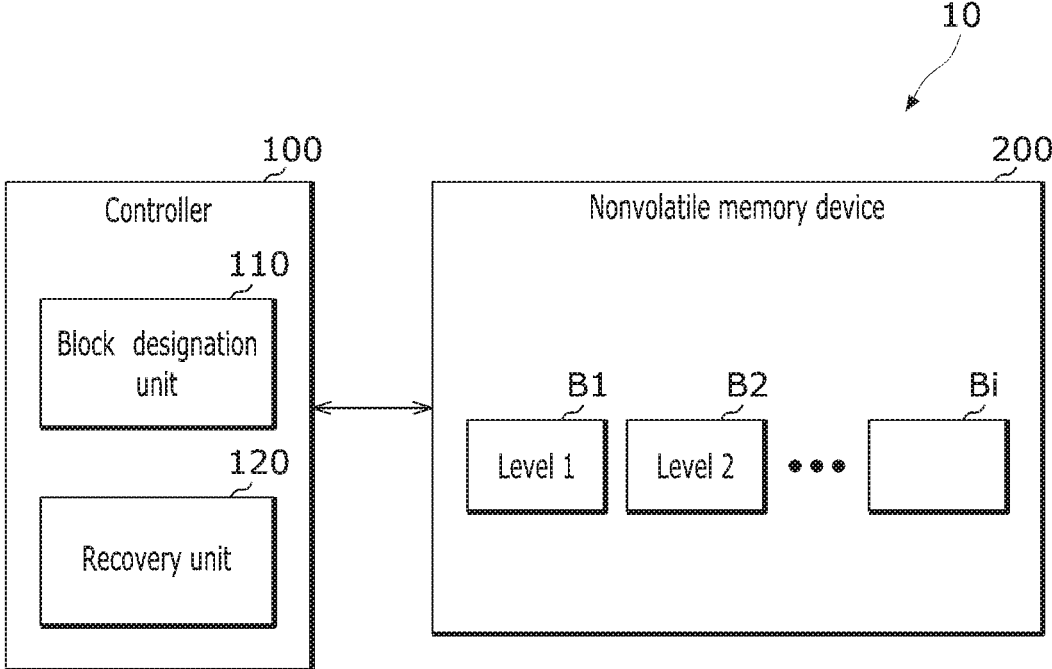 10
100
200
Controller
Nonvolatile memory device
110
Block designation
unit
B1
B2
Bi
Level 1
Level 2
120
Recovery unit